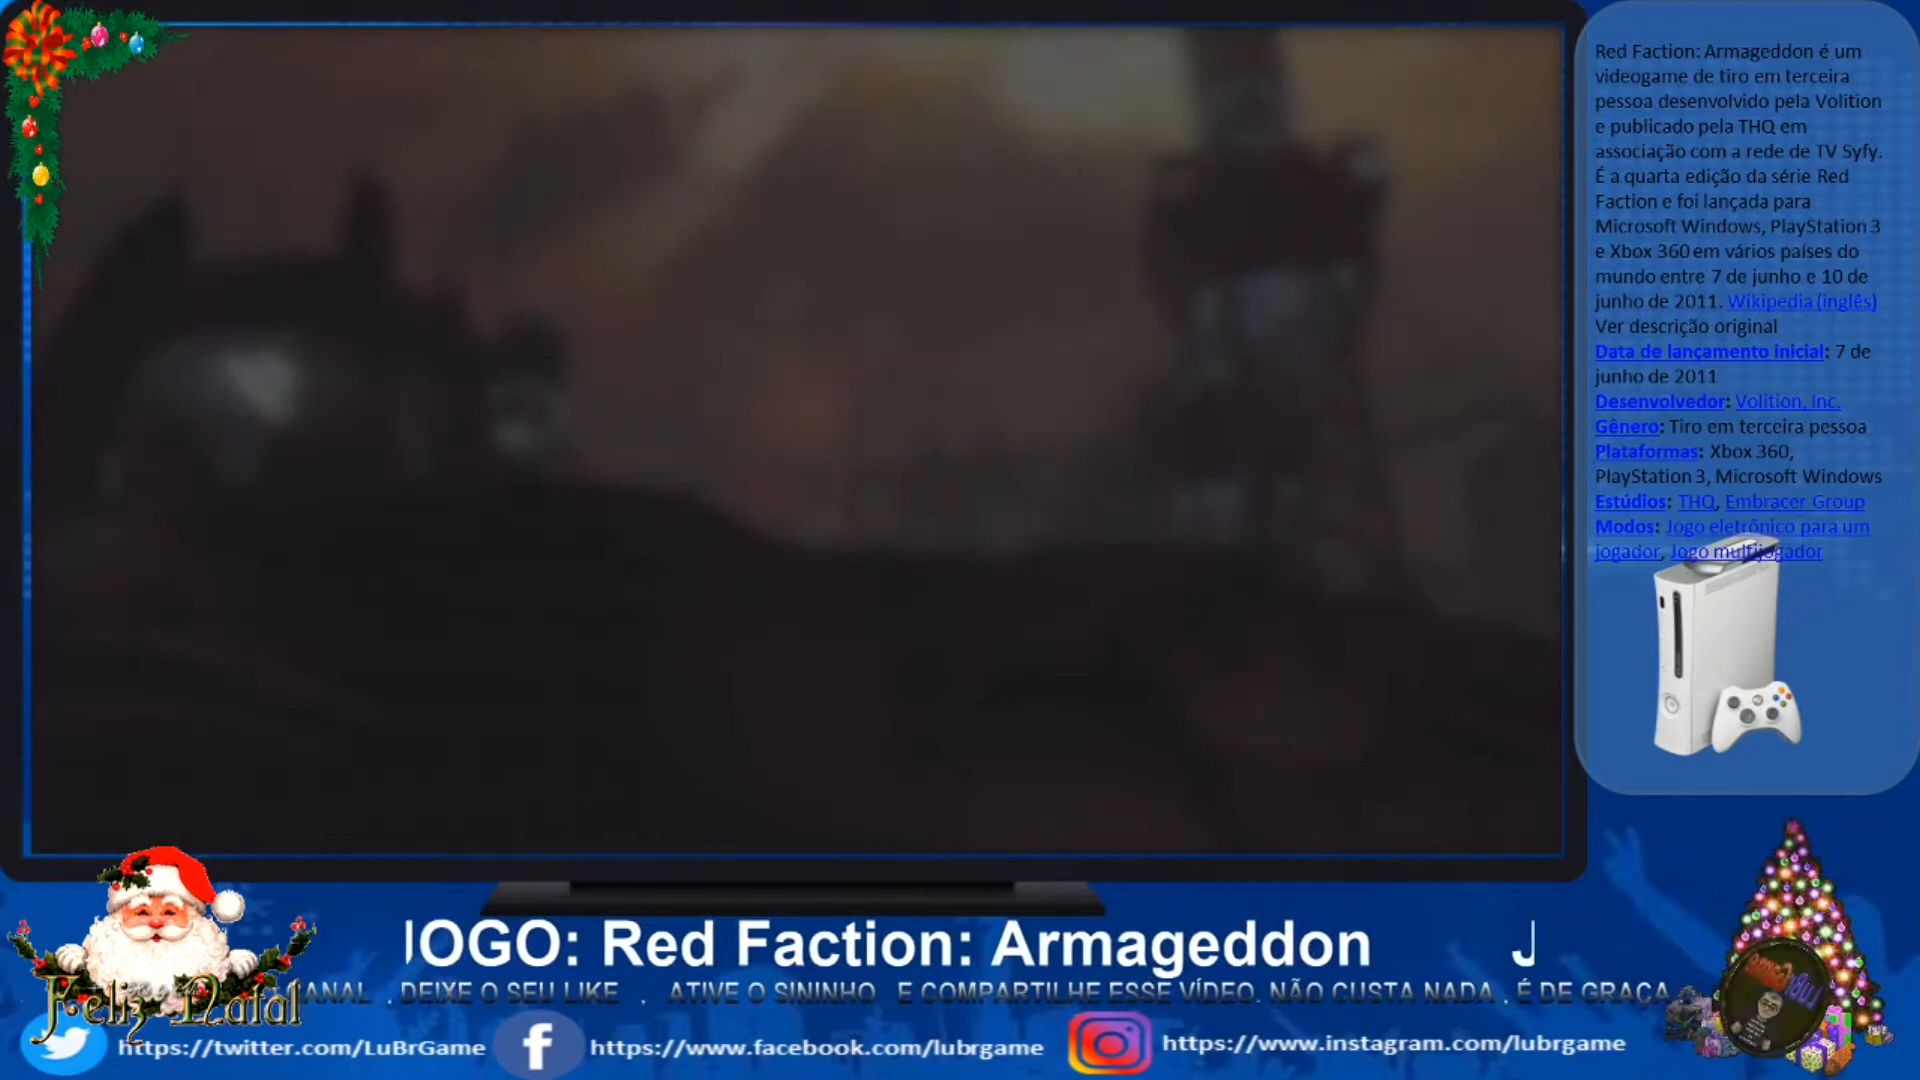 Red Faction: Armageddon é um
videogame de tiro em terceira
pessoa desenvolvido pela Volition
e publicado pela THQ em
associação com a rede de TV Syfy.
É a quarta edição da série Red
Faction e foi lançada para
Microsoft Windows, PlayStation 3
e Xbox 360 em vários países do
mundo entre 7 de junho e 10 de
junho de 2011. Wikipedia (inglês)
Ver descrição original
Data de lançamento inicial: 7 de
junho de 2011
Desenvolvedor: Volition, Inc.
Gênero: Tiro em terceira pessoa
Plataformas: Xbox 360,
PlayStation 3, Microsoft Windows
Estúdios: THQ, Embracer Group
Modos: Jogo eletrônico para um
jogador, Jogo multijogador
JOGO: Red Faction: Armageddon J
ANAL . DEIXE O SEU LIKE . ATIVE O SININHO E COMPARTILHE ESSE VÍDEO. NÃO CUSTA NADA . É DE GRAÇA
Feliz Natal
https://twitter.com/LuBrGame https://www.facebook.com/lubrgame https://www.instagram.com/lubrgame